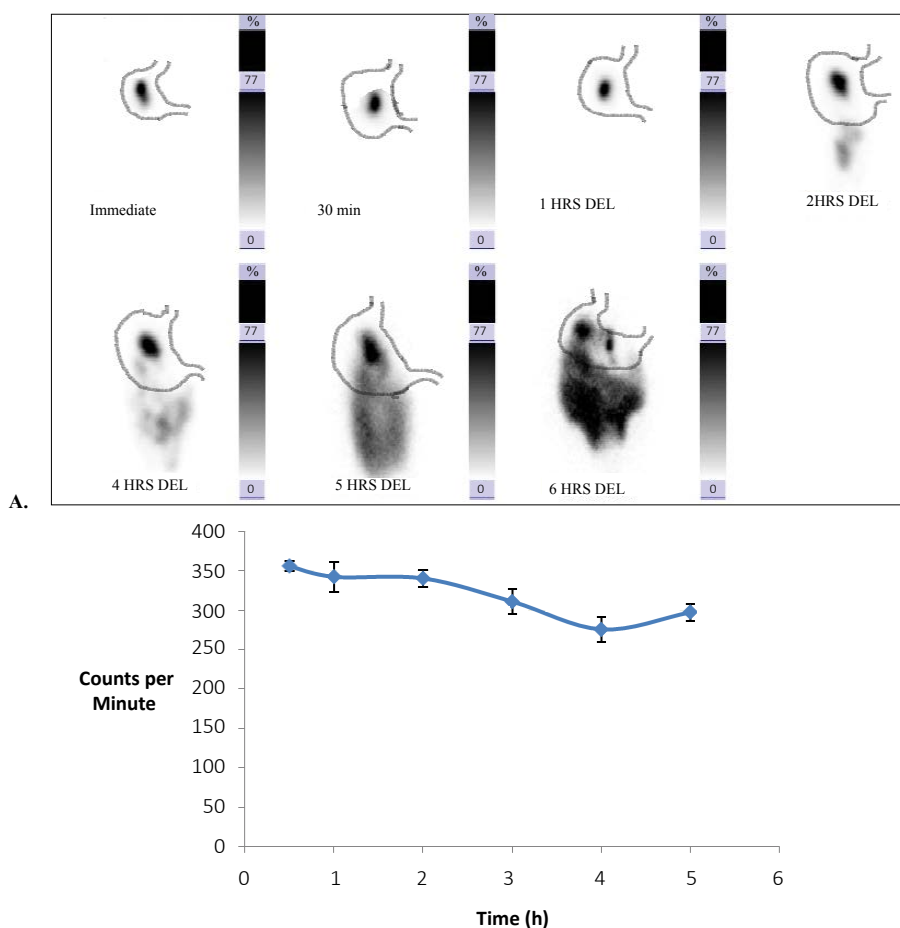 %
77
0
Immediate
%
77
0
30 min
%
77
0
1 HRS DEL
2HRS DEL
%
77
0
4 HRS DEL
%
77
0
5 HRS DEL
%
77
0
6 HRS DEL
A.
400
350
300
250
200
150
100
50
0
Counts per
Minute
0 1 2 3 4 5 6
Time (h)